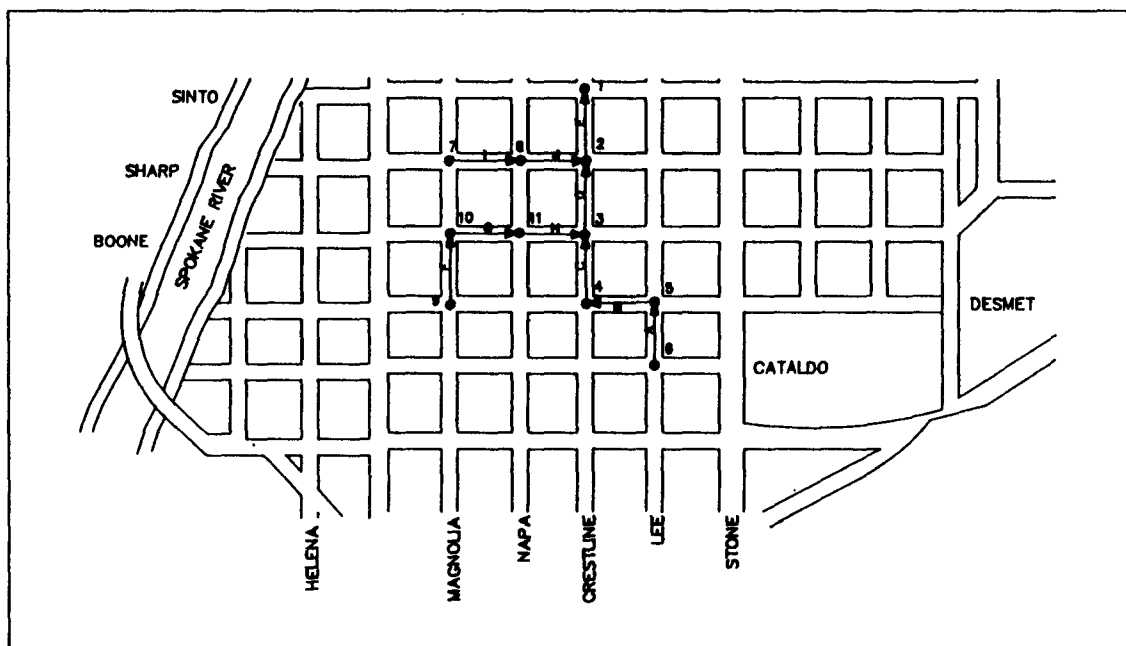 SINTO
SHARP
BOONE
SPOKANE RIVER
1
2
7
8
10
11
3
H
C
4
5
9
A
6
DESMET
CATALDO
HELENA
MAGNOLIA
NAPA
CRESTLINE
LEE
STONE